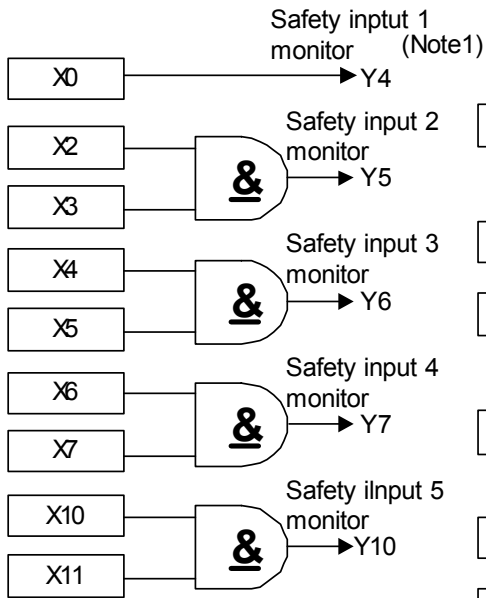 Safety inptut 1
monitor (Note1)
X0
Y4
Safety input 2
X2
monitor
& Y5
X3
Safety input 3
X4
monitor
& Y6
X5
Safety input 4
X6
monitor
& Y7
X7
Safety ilnput 5
X10
monitor
& Y10
X11